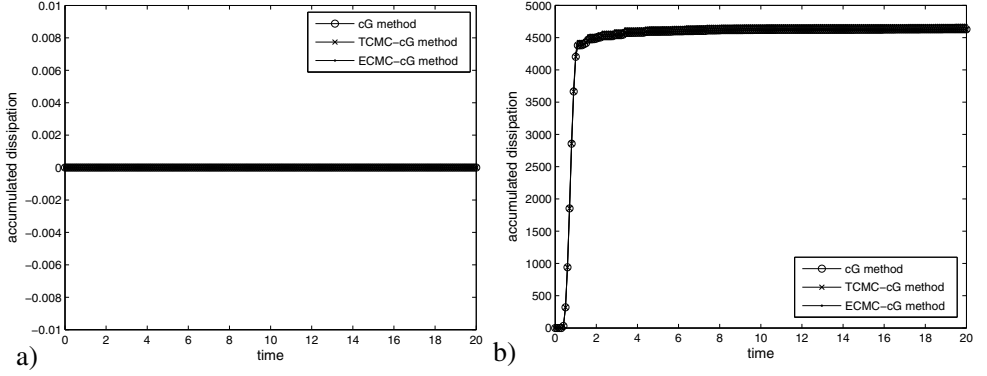 0.01
0.008
0.006
0.004
0.002
0
−0.002
−0.004
−0.006
−0.008
−0.01
accumulated dissipation
cG method
TCMC−cG method
ECMC−cG method
0 2 4 6 8 10 12 14 16 18 20
time
a)
5000
4500
4000
3500
3000
2500
2000
1500
1000
500
0
accumulated dissipation
cG method
TCMC−cG method
ECMC−cG method
0 2 4 6 8 10 12 14 16 18 20
time
b)